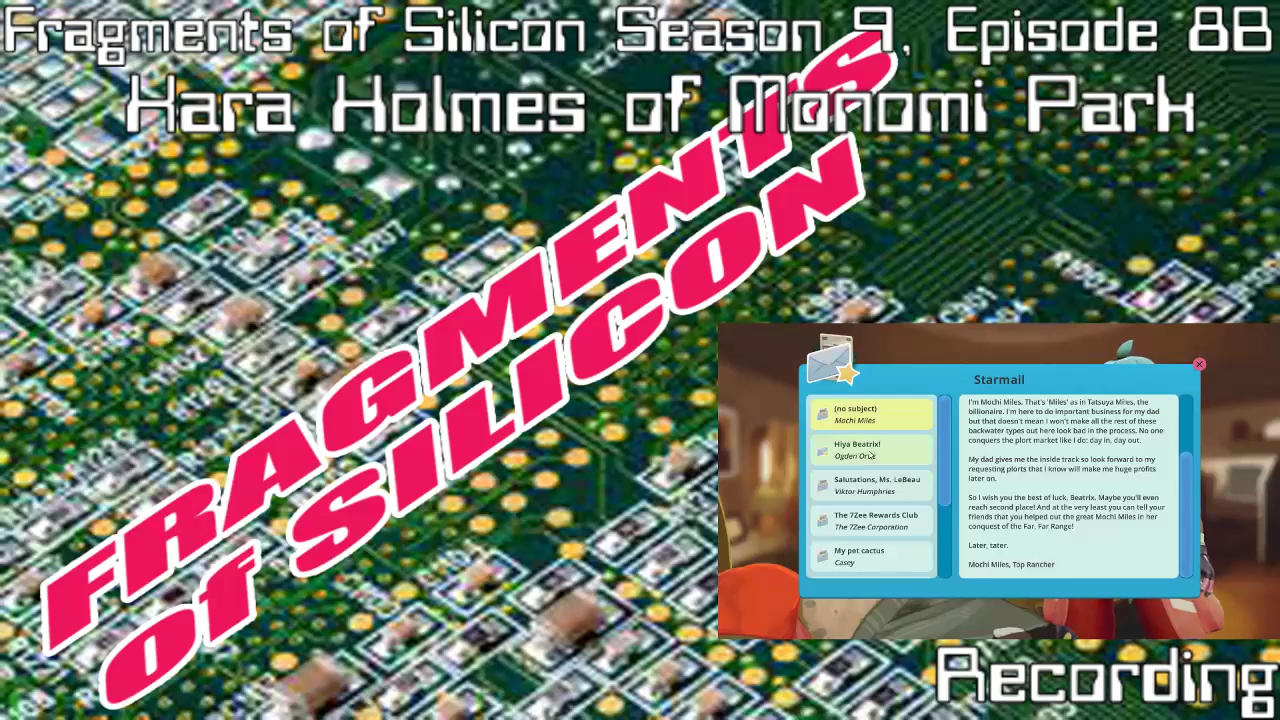 Fragments of Silicon Season 9, Episode 88
Kara Holmes of Monomi Park
FRAGMENTS
of SILICON
Starmail
(no subject)
Mochi Miles
Hiya Beatrix!
Ogden Ortiz
Salutations, Ms. LeBeau
Viktor Humphries
The 7Zee Rewards Club
The 7Zee Corporation
My pet cactus
Casey
I'm Mochi Miles. That's 'Miles' as in Tatsuya Miles, the
billionaire. I'm here to do important business for my dad
but that doesn't mean I won't make all the rest of these
backwater types out here look bad in the process. No one
conquers the plort market like I do: day in, day out.
My dad gives me the inside track so look forward to my
requesting plorts that I know will make me huge profits
later on.
So I wish you the best of luck, Beatrix. Maybe you'll even
reach second place! And at the very least you can tell your
friends that you helped out the great Mochi Miles in her
conquest of the Far, Far Range!
Later, tater.
Mochi Miles, Top Rancher
Recording